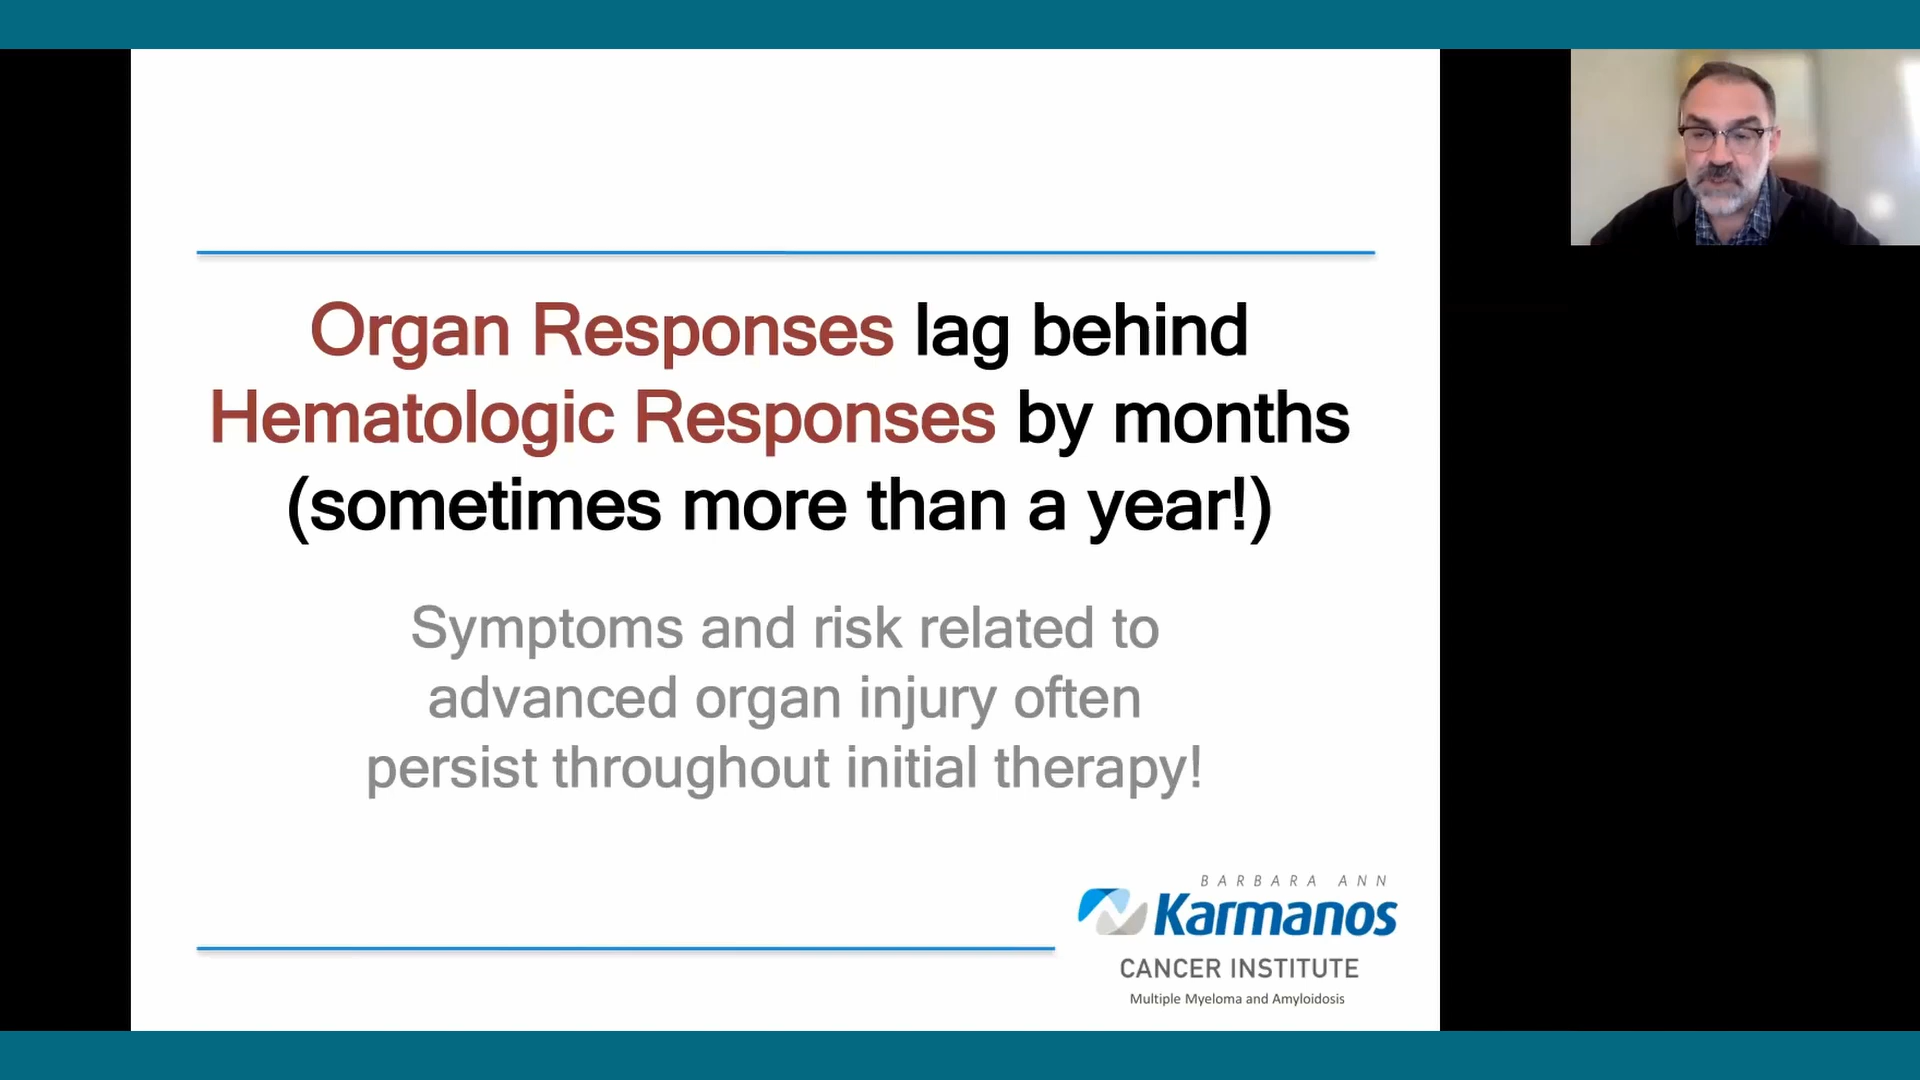 Organ Responses lag behind
Hematologic Responses by months
(sometimes more than a year!)
Symptoms and risk related to
advanced organ injury often
persist throughout initial therapy!
BARBARA ANN
Karmanos
CANCER INSTITUTE
Multiple Myeloma and Amyloidosis